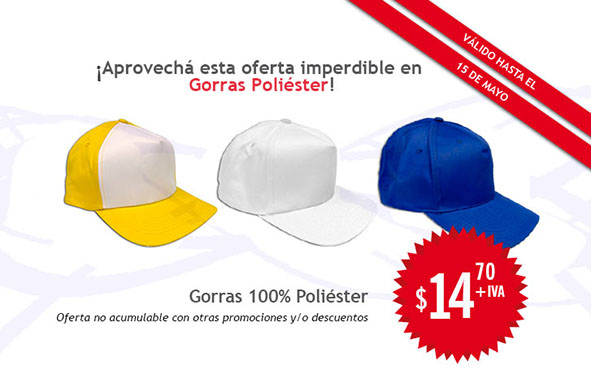 VÁLIDO HASTA EL
15 DE MAYO
¡Aprovechá esta oferta imperdible en
Gorras Poliéster!
$14.70
+IVA
Gorras 100% Poliéster
Oferta no acumulable con otras promociones y/o descuentos